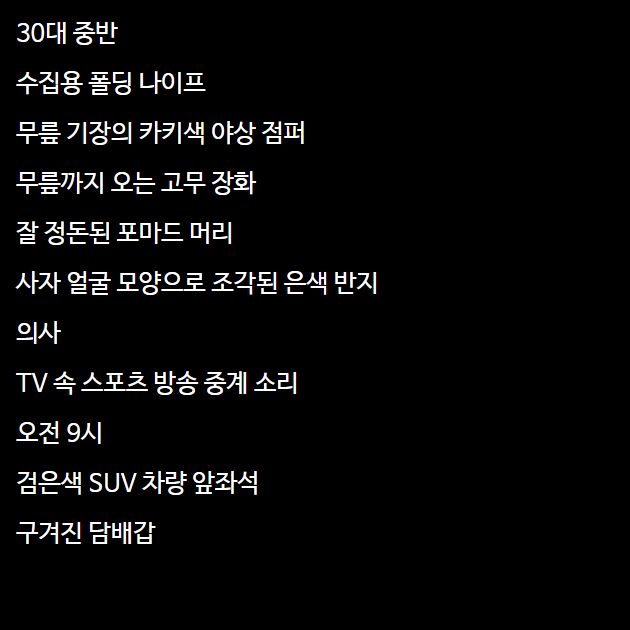 30대 중반
수집용 폴딩 나이프
무릎 기장의 카키색 야상 점퍼
무릎까지 오는 고무 장화
잘 정돈된 포마드 머리
사자 얼굴 모양으로 조각된 은색 반지
의사
TV 속 스포츠 방송 중계 소리
오전 9시
검은색 SUV 차량 앞좌석
구겨진 담배갑